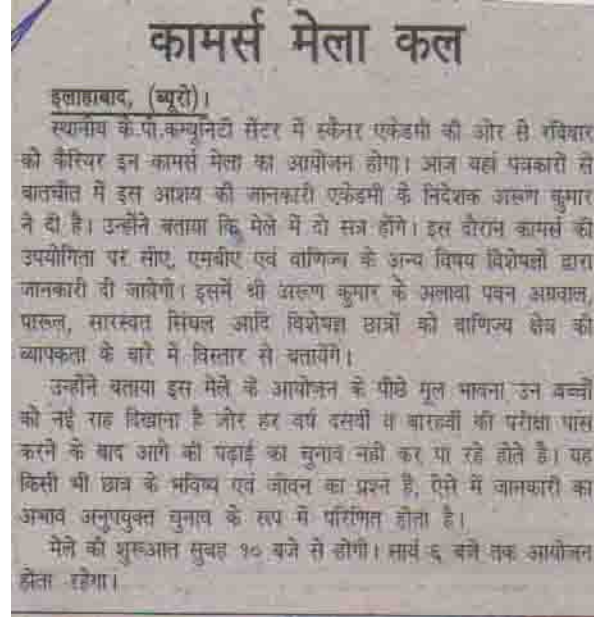 कामर्स मेला कल
इलाहाबाद, (ब्यूरो)।
स्थानीय के.पी.कम्यूनिटी सेंटर में स्कैनर एकेडमी की ओर से रविवार
को कैरियर इन कामर्स मेला का आयोजन होगा। आज यहां पत्रकारों से
बातचीत में इस आशय की जानकारी एकेडमी के निदेशक अरूण कुमार
ने दी है। उन्होंने बताया कि मेले में दो सत्र होंगे। इस दौरान कामर्स की
उपयोगिता पर सीए, एमबीए एवं वाणिज्य के अन्य विषय विशेषज्ञों द्वारा
जानकारी दी जायेगी। इसमें श्री अरूण कुमार के अलावा पवन अग्रवाल,
पारूल, सारस्वत सिंघल आदि विशेषज्ञ छात्रों को वाणिज्य क्षेत्र की
व्यापकता के बारे में विस्तार से बतायेंगे।
उन्होंने बताया इस मेले के आयोजन के पीछे मूल भावना उन बच्चों
को नई राह दिखाना है जोर हर वर्ष दसवीं व बारहवीं की परीक्षा पास
करने के बाद आगे की पढ़ाई का चुनाव नहीं कर पा रहे होते है। यह
किसी भी छात्र के भविष्य एवं जीवन का प्रश्न है, ऐसे में जानकारी का
अभाव अनुपयुक्त चुनाव के रूप में परिणित होता है।
मेले की शुरूआत सुबह १० बजे से होगी। सायं ६ बजे तक आयोजन
होता रहेगा।